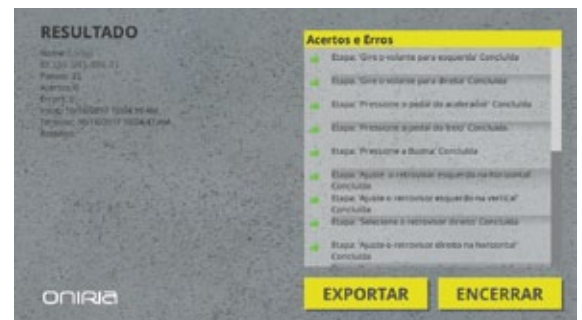 RESULTADO
Nome:
Acertos e Erros
Etapa: 'Gire o volante para esquerda' Concluída
Etapa: 'Gire o volante para direita' Concluída
Etapa: 'Pressione o pedal do acelerador' Concluída
Etapa: 'Pressione o pedal do freio' Concluída
Etapa: 'Pressione a Buzina' Concluída
Etapa: 'Ajuste o retrovisor esquerdo na horizontal'
Concluída
Etapa: 'Ajuste o retrovisor esquerdo na vertical'
Concluída
Etapa: 'Selecione o retrovisor direito' Concluída
Etapa: 'Ajuste o retrovisor direito na horizontal'
Concluída
ONIRIA
EXPORTAR
ENCERRAR